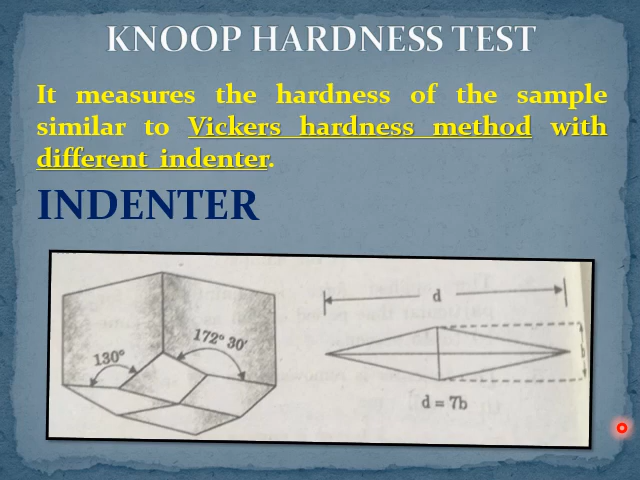 KNOOP HARDNESS TEST
It measures the hardness of the sample
similar to Vickers hardness method with
different indenter.
INDENTER
130°
172° 30'
d
b
d = 7b